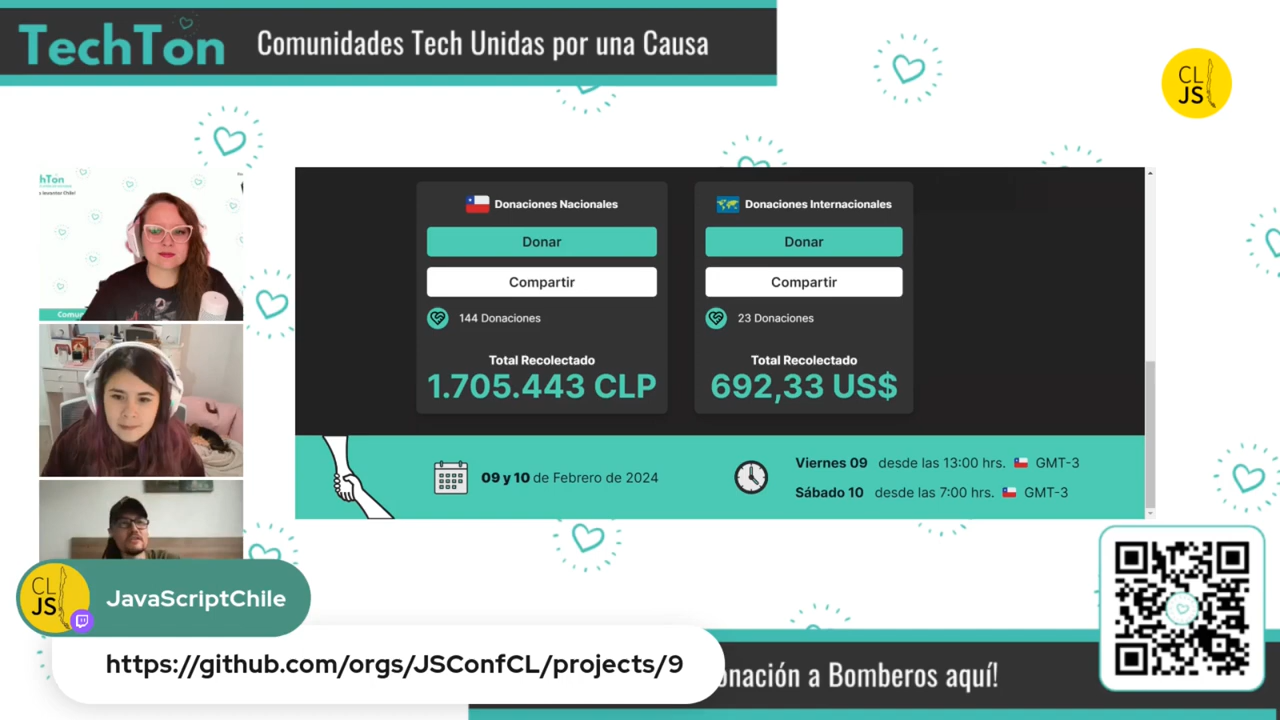 TechTon
Comunidades Tech Unidas por una Causa
CL
JS
hTon
Donaciones Nacionales
Donar
Compartir
144 Donaciones
Total Recolectado
1.705.443 CLP
Donaciones Internacionales
Donar
Compartir
23 Donaciones
Total Recolectado
692,33 US$
09 y 10 de Febrero de 2024
Viernes 09 desde las 13:00 hrs. GMT-3
Sábado 10 desde las 7:00 hrs. GMT-3
CL
JS
JavaScriptChile
https://github.com/orgs/JSConfCL/projects/9
onación a Bomberos aquí!